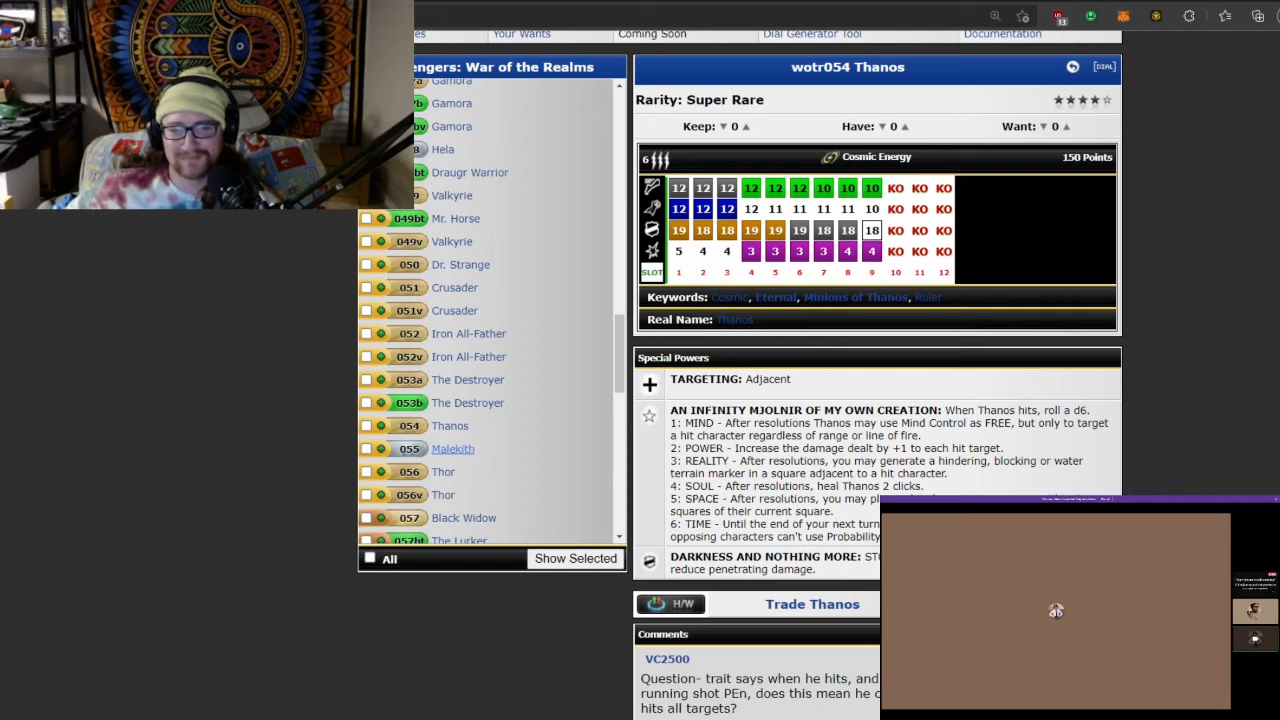 Your Wants
Coming Soon
Dial Generator Tool
Documentation
13
engers: War of the Realms
Gamora
Gamora
Gamora
Hela
Draugr Warrior
Valkyrie
049bt Mr. Horse
049v Valkyrie
050 Dr. Strange
051 Crusader
051v Crusader
052 Iron All-Father
052v Iron All-Father
053a The Destroyer
053b The Destroyer
054 Thanos
055 Malekith
056 Thor
056v Thor
057 Black Widow
057bt The Lurker
All
Show Selected
wotr054 Thanos
[DIAL]
Rarity: Super Rare
Keep: 0 Have: 0 Want: 0
6 Cosmic Energy 150 Points
12 12 12 12 12 12 10 10 10 KO KO KO
12 12 12 12 11 11 11 11 10 KO KO KO
19 18 18 19 19 19 18 18 18 KO KO KO
5 4 4 3 3 3 3 4 4 KO KO KO
SLOT 1 2 3 4 5 6 7 8 9 10 11 12
Keywords: Cosmic, Eternal, Minions of Thanos, Ruler
Real Name: Thanos
Special Powers
TARGETING: Adjacent
AN INFINITY MJOLNIR OF MY OWN CREATION: When Thanos hits, roll a d6.
1: MIND - After resolutions Thanos may use Mind Control as FREE, but only to target
a hit character regardless of range or line of fire.
2: POWER - Increase the damage dealt by +1 to each hit target.
3: REALITY - After resolutions, you may generate a hindering, blocking or water
terrain marker in a square adjacent to a hit character.
4: SOUL - After resolutions, heal Thanos 2 clicks.
5: SPACE - After resolutions, you may pl
squares of their current square.
6: TIME - Until the end of your next turn
opposing characters can't use Probability
DARKNESS AND NOTHING MORE: STO
reduce penetrating damage.
H/W
Trade Thanos
Comments
VC2500
Question- trait says when he hits, and
running shot PEn, does this mean he c
hits all targets?